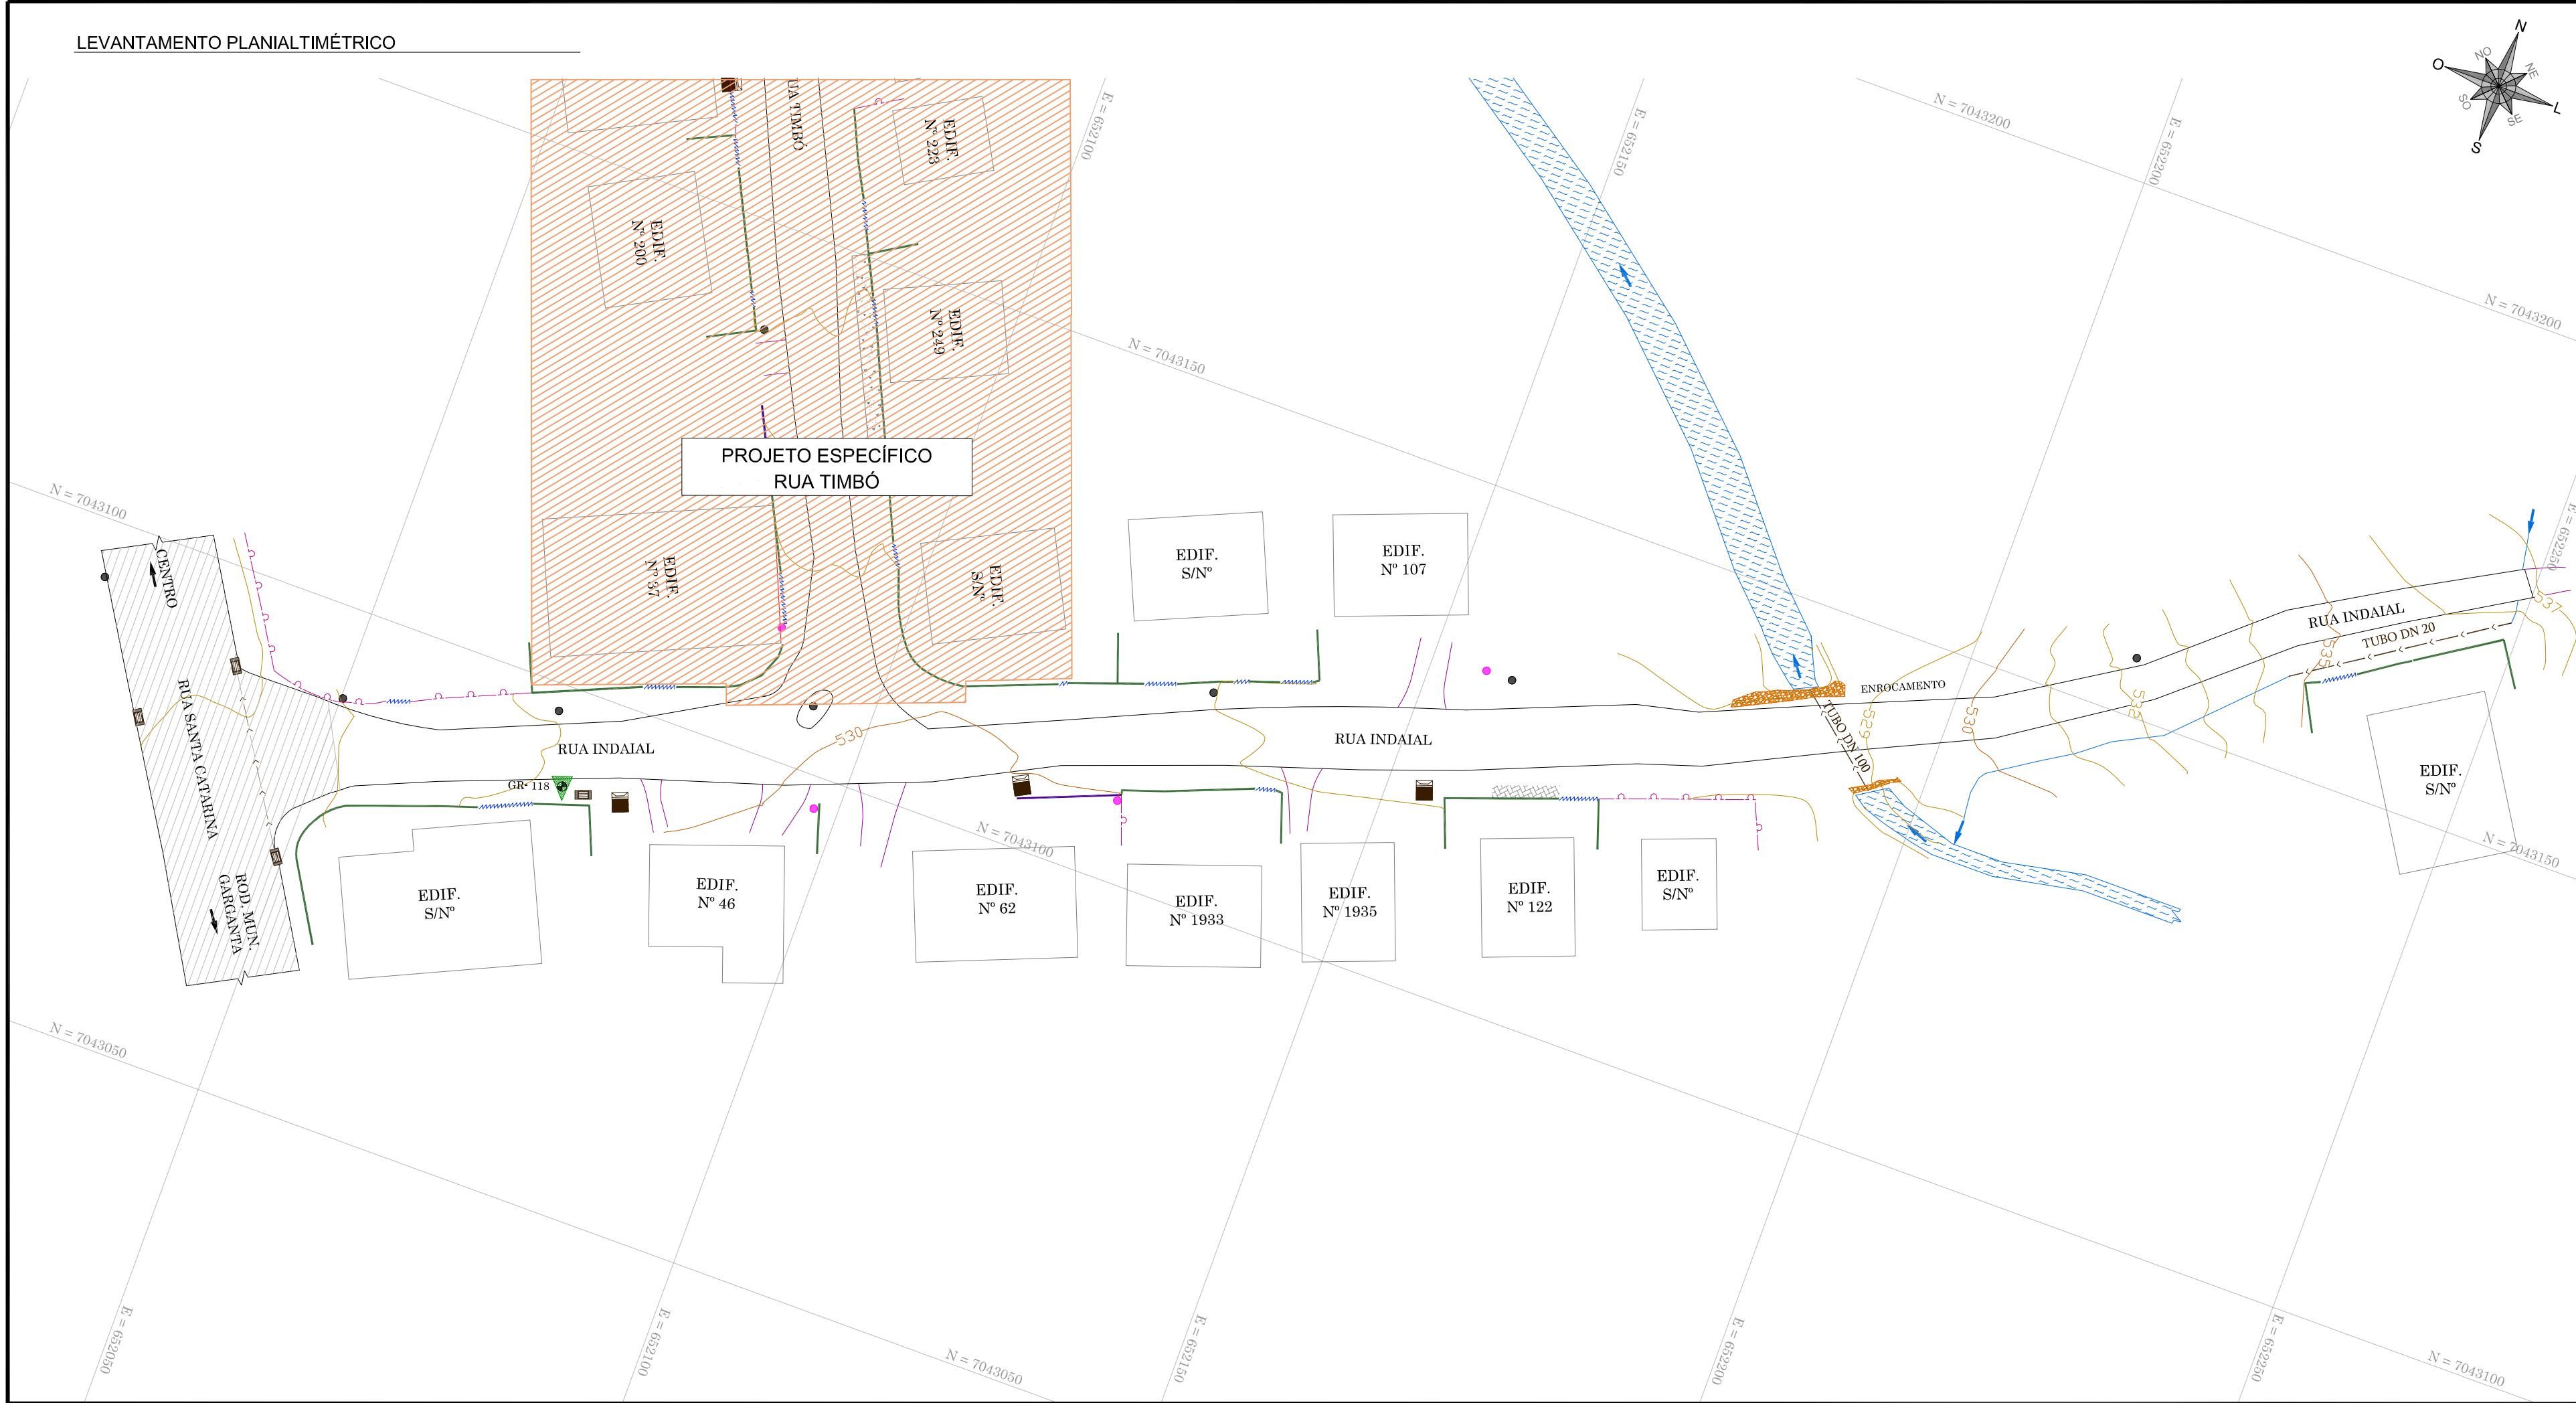 LEVANTAMENTO PLANIALTIMÉTRICO
N
NO
NE
O
L
SO
SE
S
N = 7043200
E = 652100
E = 652150
E = 652200
UA TIMBÓ
EDIF.
Nº 223
EDIF.
Nº 200
N = 7043200
EDIF.
Nº 249
N = 7043150
PROJETO ESPECÍFICO
RUA TIMBÓ
N = 7043100
CENTRO
EDIF.
Nº 37
EDIF.
S/Nº
EDIF.
S/Nº
EDIF.
Nº 107
E = 652250
537
RUA INDAIAL
TUBO DN 20
535
ENROCAMENTO
532
530
529
TUBO DN 100
RUA SANTA CATARINA
RUA INDAIAL
530
RUA INDAIAL
GR- 118
EDIF.
S/Nº
N = 7043100
N = 7043150
ROD. MUN.
GARGANTA
EDIF.
S/Nº
EDIF.
Nº 46
EDIF.
Nº 62
EDIF.
Nº 1933
EDIF.
Nº 1935
EDIF.
Nº 122
EDIF.
S/Nº
N = 7043050
E = 652050
E = 652100
E = 652150
E = 652200
E = 652250
N = 7043050
N = 7043100